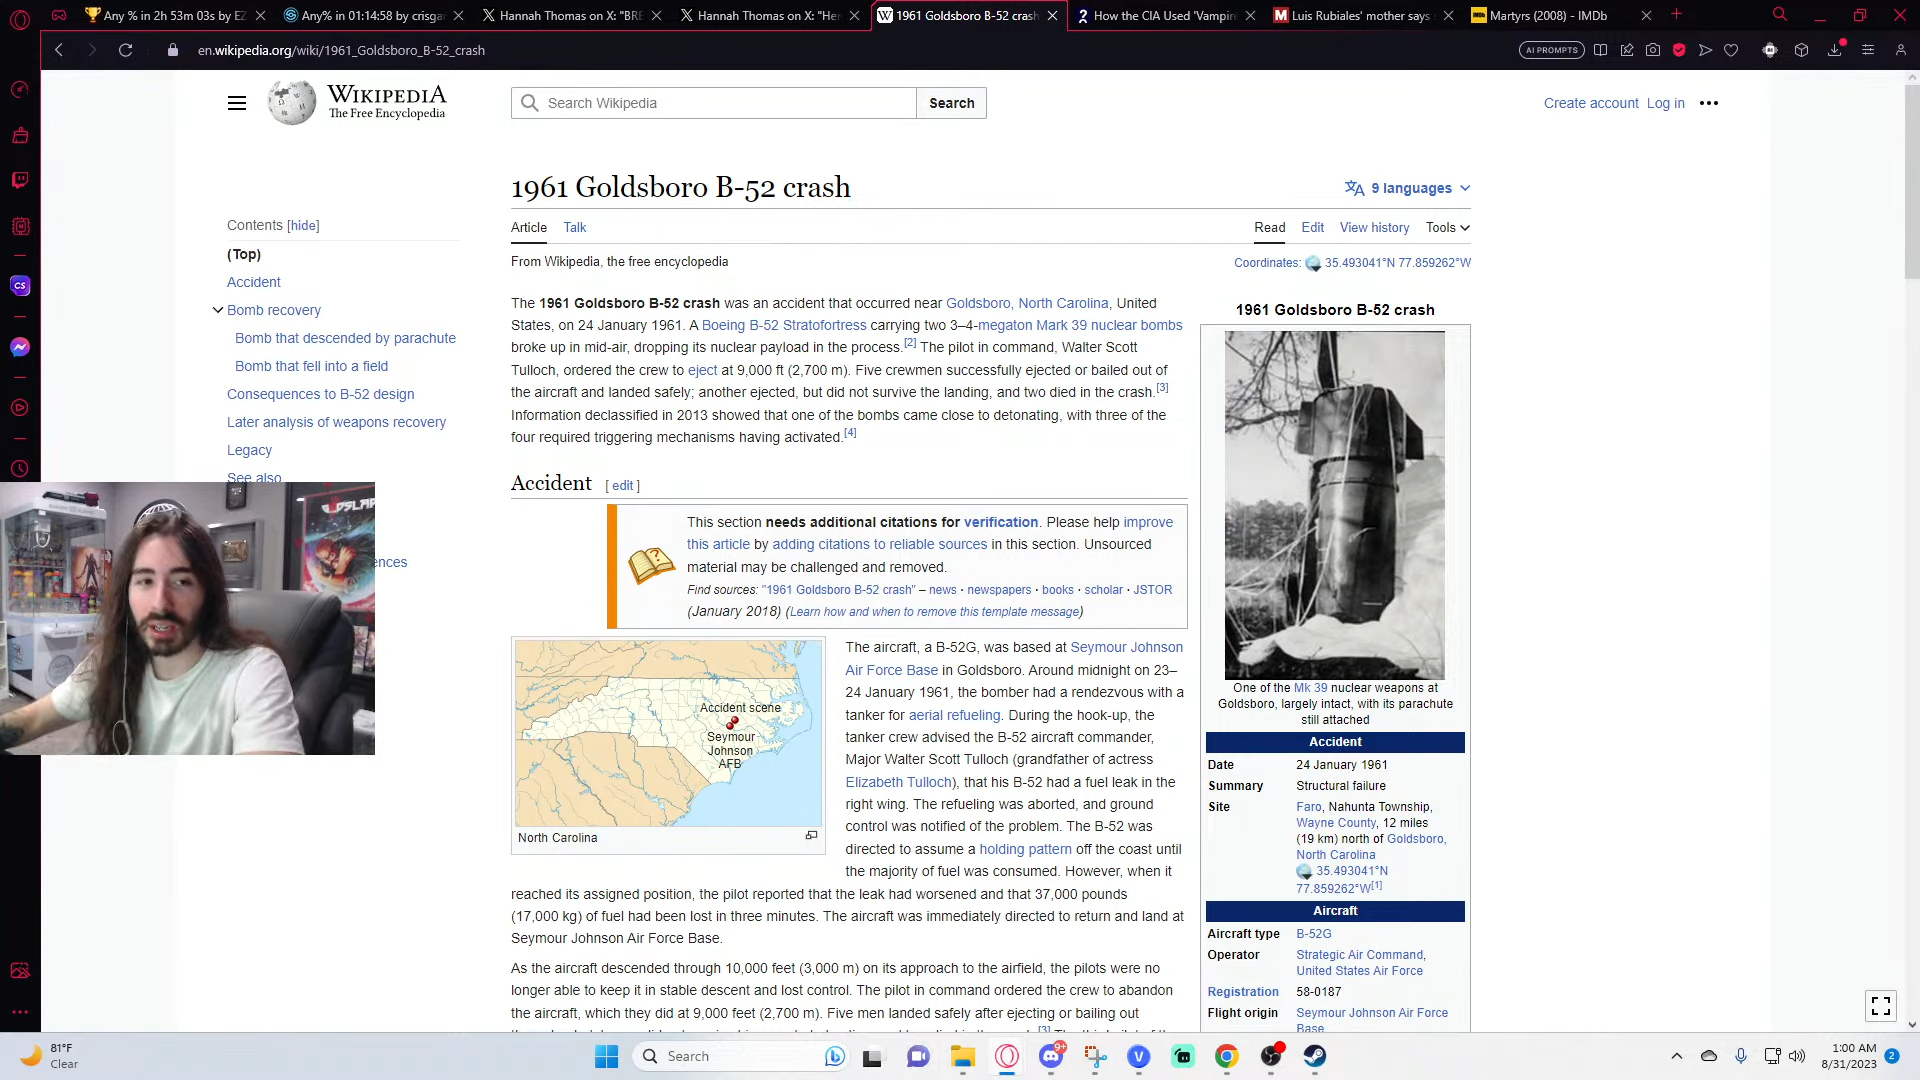 Any % in 2h 53m 03s by EZ
Any% in 01:14:58 by crisgar
Hannah Thomas on X: "BRE
Hannah Thomas on X: "Her
1961 Goldsboro B-52 crash
How the CIA Used 'Vampire
Luis Rubiales' mother says s
Martyrs (2008) - IMDb
en.wikipedia.org/wiki/1961_Goldsboro_B-52_crash
AI PROMPTS
WIKIPEDIA
The Free Encyclopedia
Search Wikipedia
Search
Create account
Log in
1961 Goldsboro B-52 crash
9 languages
Contents [hide]
(Top)
Accident
Bomb recovery
Bomb that descended by parachute
Bomb that fell into a field
Consequences to B-52 design
Later analysis of weapons recovery
Legacy
See also
ences
Article
Talk
Read
Edit
View history
Tools
From Wikipedia, the free encyclopedia
Coordinates: 35.493041°N 77.859262°W
The 1961 Goldsboro B-52 crash was an accident that occurred near Goldsboro, North Carolina, United
States, on 24 January 1961. A Boeing B-52 Stratofortress carrying two 3–4-megaton Mark 39 nuclear bombs
broke up in mid-air, dropping its nuclear payload in the process.[2] The pilot in command, Walter Scott
Tulloch, ordered the crew to eject at 9,000 ft (2,700 m). Five crewmen successfully ejected or bailed out of
the aircraft and landed safely; another ejected, but did not survive the landing, and two died in the crash.[3]
Information declassified in 2013 showed that one of the bombs came close to detonating, with three of the
four required triggering mechanisms having activated.[4]
Accident [ edit ]
This section needs additional citations for verification. Please help improve
this article by adding citations to reliable sources in this section. Unsourced
material may be challenged and removed.
Find sources: "1961 Goldsboro B-52 crash" – news · newspapers · books · scholar · JSTOR
(January 2018) (Learn how and when to remove this template message)
Accident scene
Seymour
Johnson
AFB
North Carolina
The aircraft, a B-52G, was based at Seymour Johnson
Air Force Base in Goldsboro. Around midnight on 23–
24 January 1961, the bomber had a rendezvous with a
tanker for aerial refueling. During the hook-up, the
tanker crew advised the B-52 aircraft commander,
Major Walter Scott Tulloch (grandfather of actress
Elizabeth Tulloch), that his B-52 had a fuel leak in the
right wing. The refueling was aborted, and ground
control was notified of the problem. The B-52 was
directed to assume a holding pattern off the coast until
the majority of fuel was consumed. However, when it
reached its assigned position, the pilot reported that the leak had worsened and that 37,000 pounds
(17,000 kg) of fuel had been lost in three minutes. The aircraft was immediately directed to return and land at
Seymour Johnson Air Force Base.
As the aircraft descended through 10,000 feet (3,000 m) on its approach to the airfield, the pilots were no
longer able to keep it in stable descent and lost control. The pilot in command ordered the crew to abandon
the aircraft, which they did at 9,000 feet (2,700 m). Five men landed safely after ejecting or bailing out
1961 Goldsboro B-52 crash
One of the Mk 39 nuclear weapons at
Goldsboro, largely intact, with its parachute
still attached
Accident
Date 24 January 1961
Summary Structural failure
Site Faro, Nahunta Township,
Wayne County, 12 miles
(19 km) north of Goldsboro,
North Carolina
35.493041°N
77.859262°W[1]
Aircraft
Aircraft type B-52G
Operator Strategic Air Command,
United States Air Force
Registration 58-0187
Flight origin Seymour Johnson Air Force
Base
81°F
Clear
Search
9+
1:00 AM
8/31/2023
2